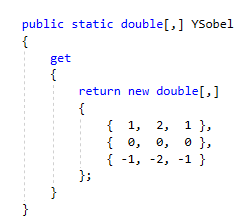 public static double[,] YSobel
{
    get
    {
        return new double[,]
        {
            {  1,  2,  1 },
            {  0,  0,  0 },
            { -1, -2, -1 }
        };
    }
}